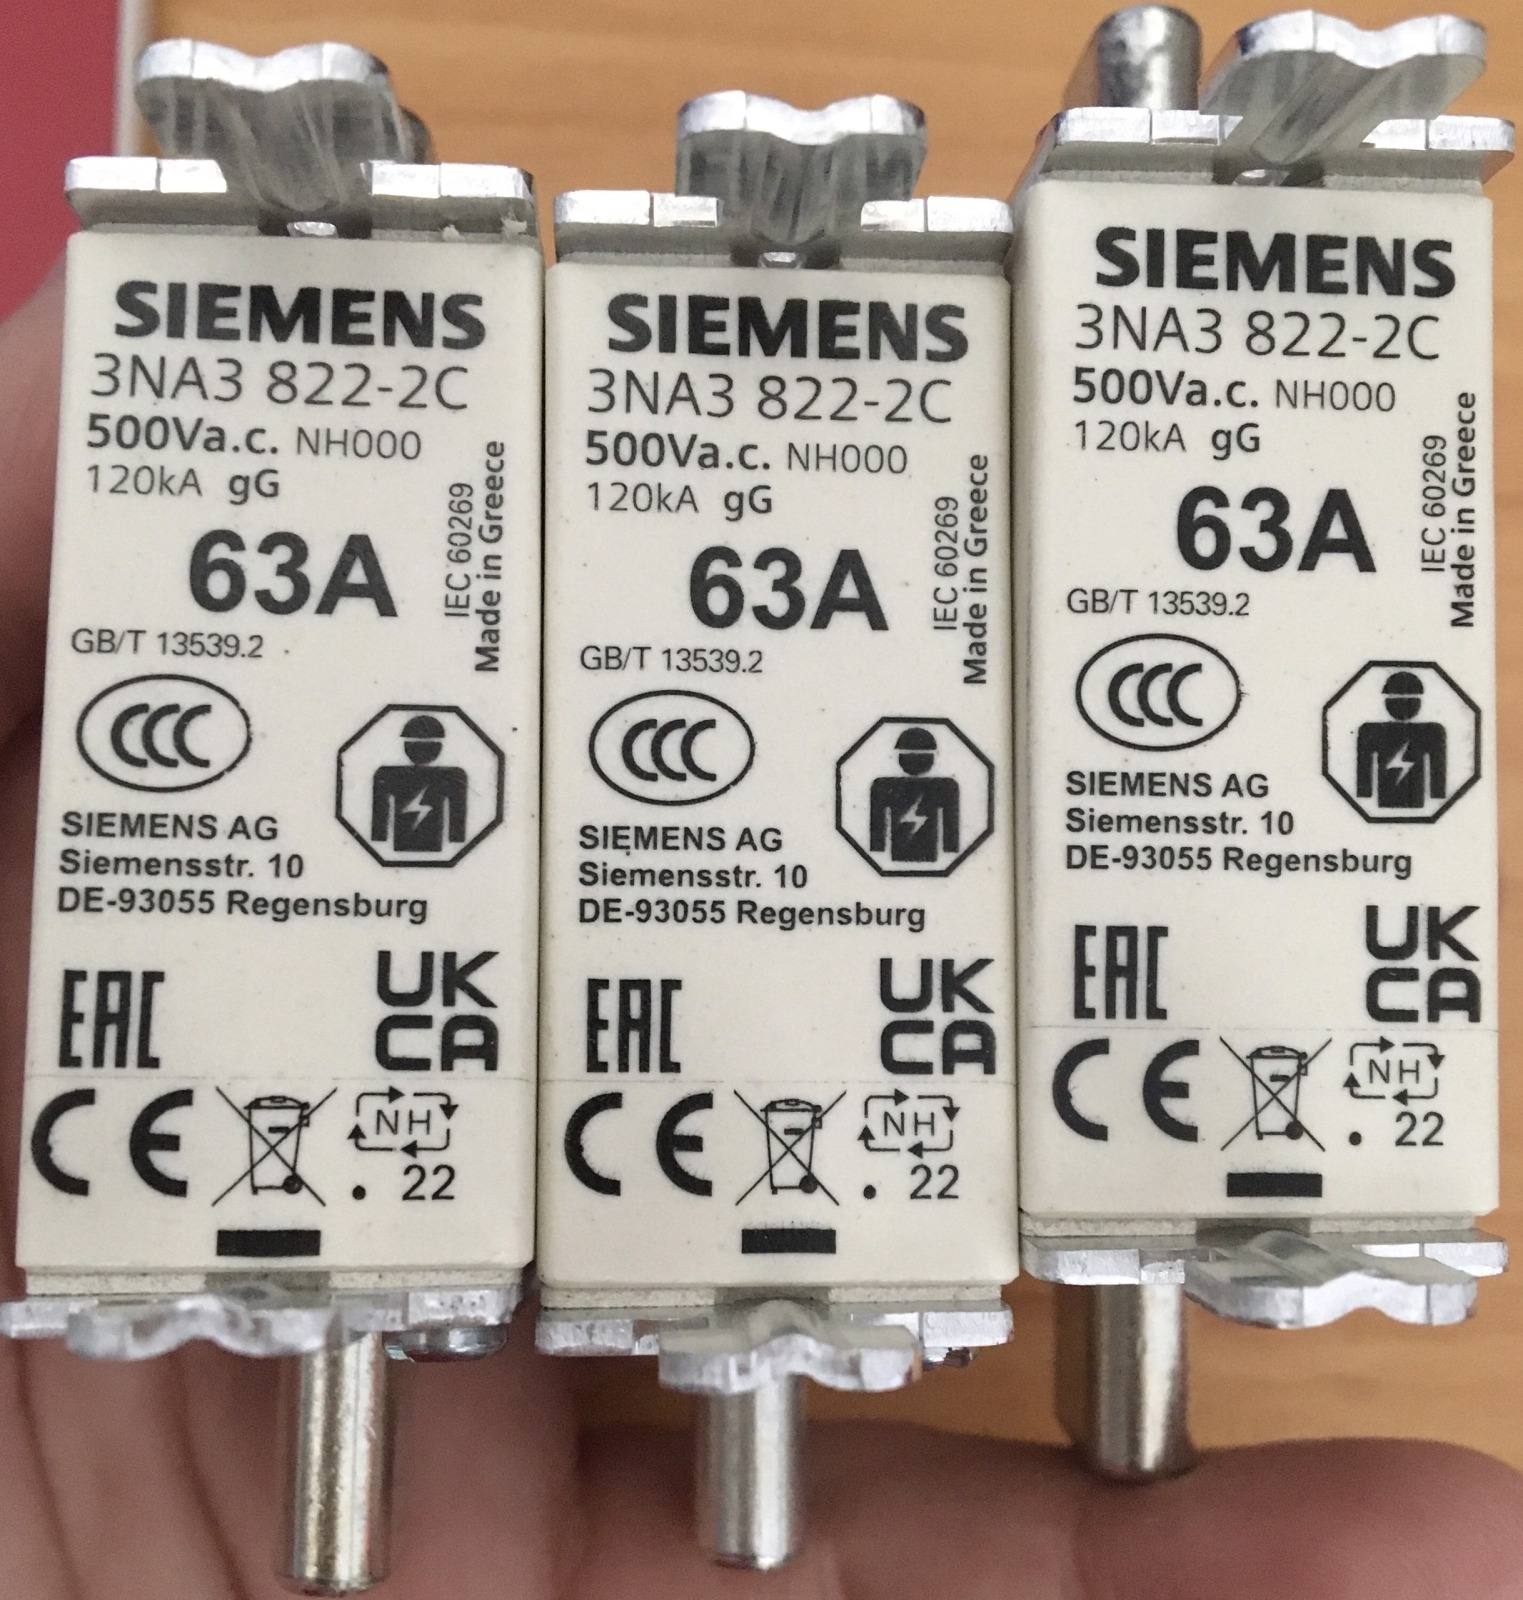 SIEMENS
3NA3 822-2C
500Va.c. NH000
120kA gG
63A
IEC 60269
Made in Greece
GB/T 13539.2
CCC
SIEMENS AG
Siemensstr. 10
DE-93055 Regensburg
EAC
UK
CA
CE NH
. 22
SIEMENS
3NA3 822-2C
500Va.c. NH000
120kA gG
63A
IEC 60269
Made in Greece
GB/T 13539.2
CCC
SIEMENS AG
Siemensstr. 10
DE-93055 Regensburg
EAC
UK
CA
CE NH
. 22
SIEMENS
3NA3 822-2C
500Va.c. NH000
120kA gG
63A
IEC 60269
Made in Greece
GB/T 13539.2
CCC
SIEMENS AG
Siemensstr. 10
DE-93055 Regensburg
EAC
UK
CA
CE NH
. 22